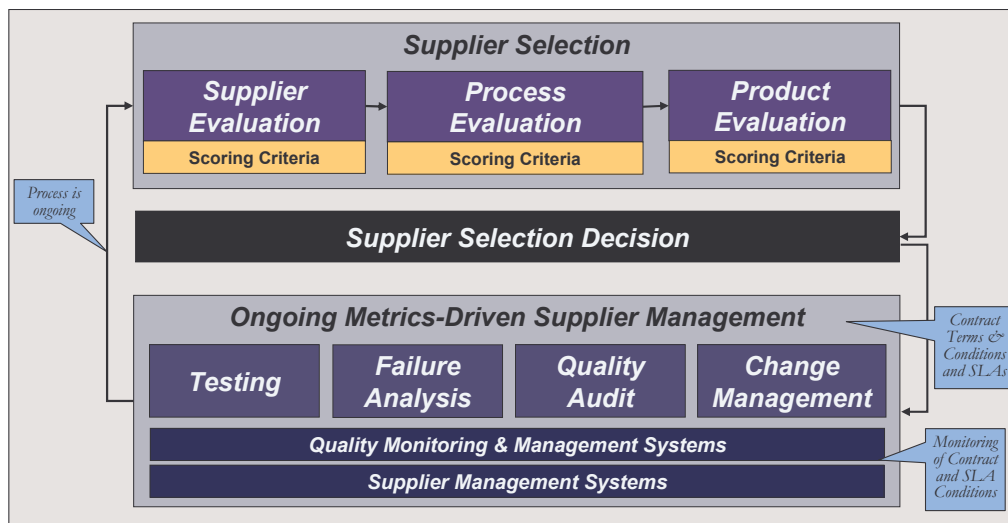 Supplier Selection
Supplier
Evaluation
Scoring Criteria
Process
Evaluation
Scoring Criteria
Product
Evaluation
Scoring Criteria
Process is
ongoing
Supplier Selection Decision
Ongoing Metrics-Driven Supplier Management
Contract
Terms &
Conditions
and SLAs
Testing
Failure
Analysis
Quality
Audit
Change
Management
Quality Monitoring & Management Systems
Supplier Management Systems
Monitoring
of Contract
and SLA
Conditions